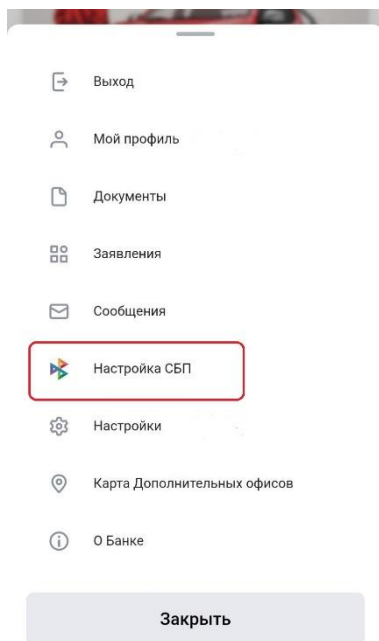 Выход
Мой профиль
Документы
Заявления
Сообщения
Настройка СБП
Настройки
Карта Дополнительных офисов
О Банке
Закрыть